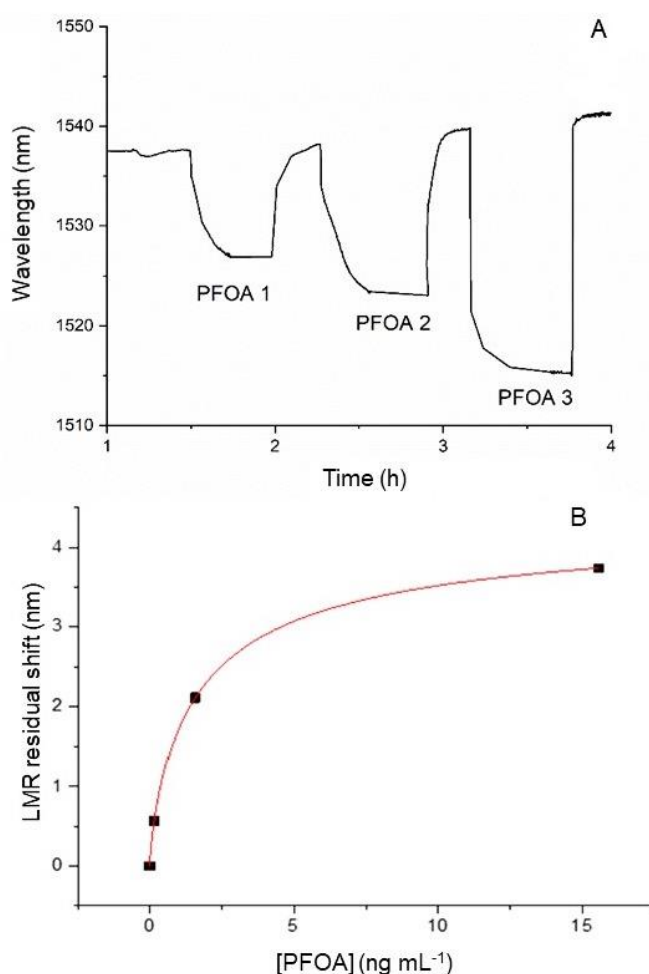 A
1550
1540
1530
1520
1510
Wavelength (nm)
PFOA 1
PFOA 2
PFOA 3
1
2
3
4
Time (h)
B
4
3
2
1
0
LMR residual shift (nm)
0
5
10
15
[PFOA] (ng mL⁻¹)